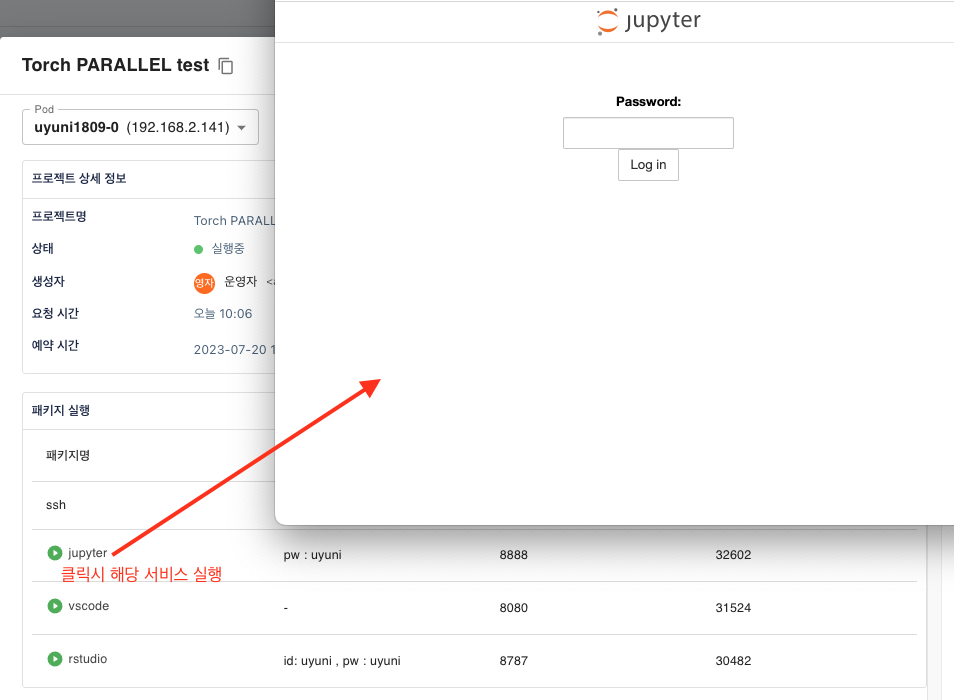 jupyter
Torch PARALLEL test
Password:
Pod
uyuni1809-0 (192.168.2.141)
Log in
프로젝트 상세 정보
프로젝트명 Torch PARALL
상태 실행중
생성자 영자 운영자 <a
요청 시간 오늘 10:06
예약 시간 2023-07-20 1
패키지 실행
패키지명
ssh
jupyter pw : uyuni 8888 32602
클릭시 해당 서비스 실행
vscode - 8080 31524
rstudio id: uyuni , pw : uyuni 8787 30482